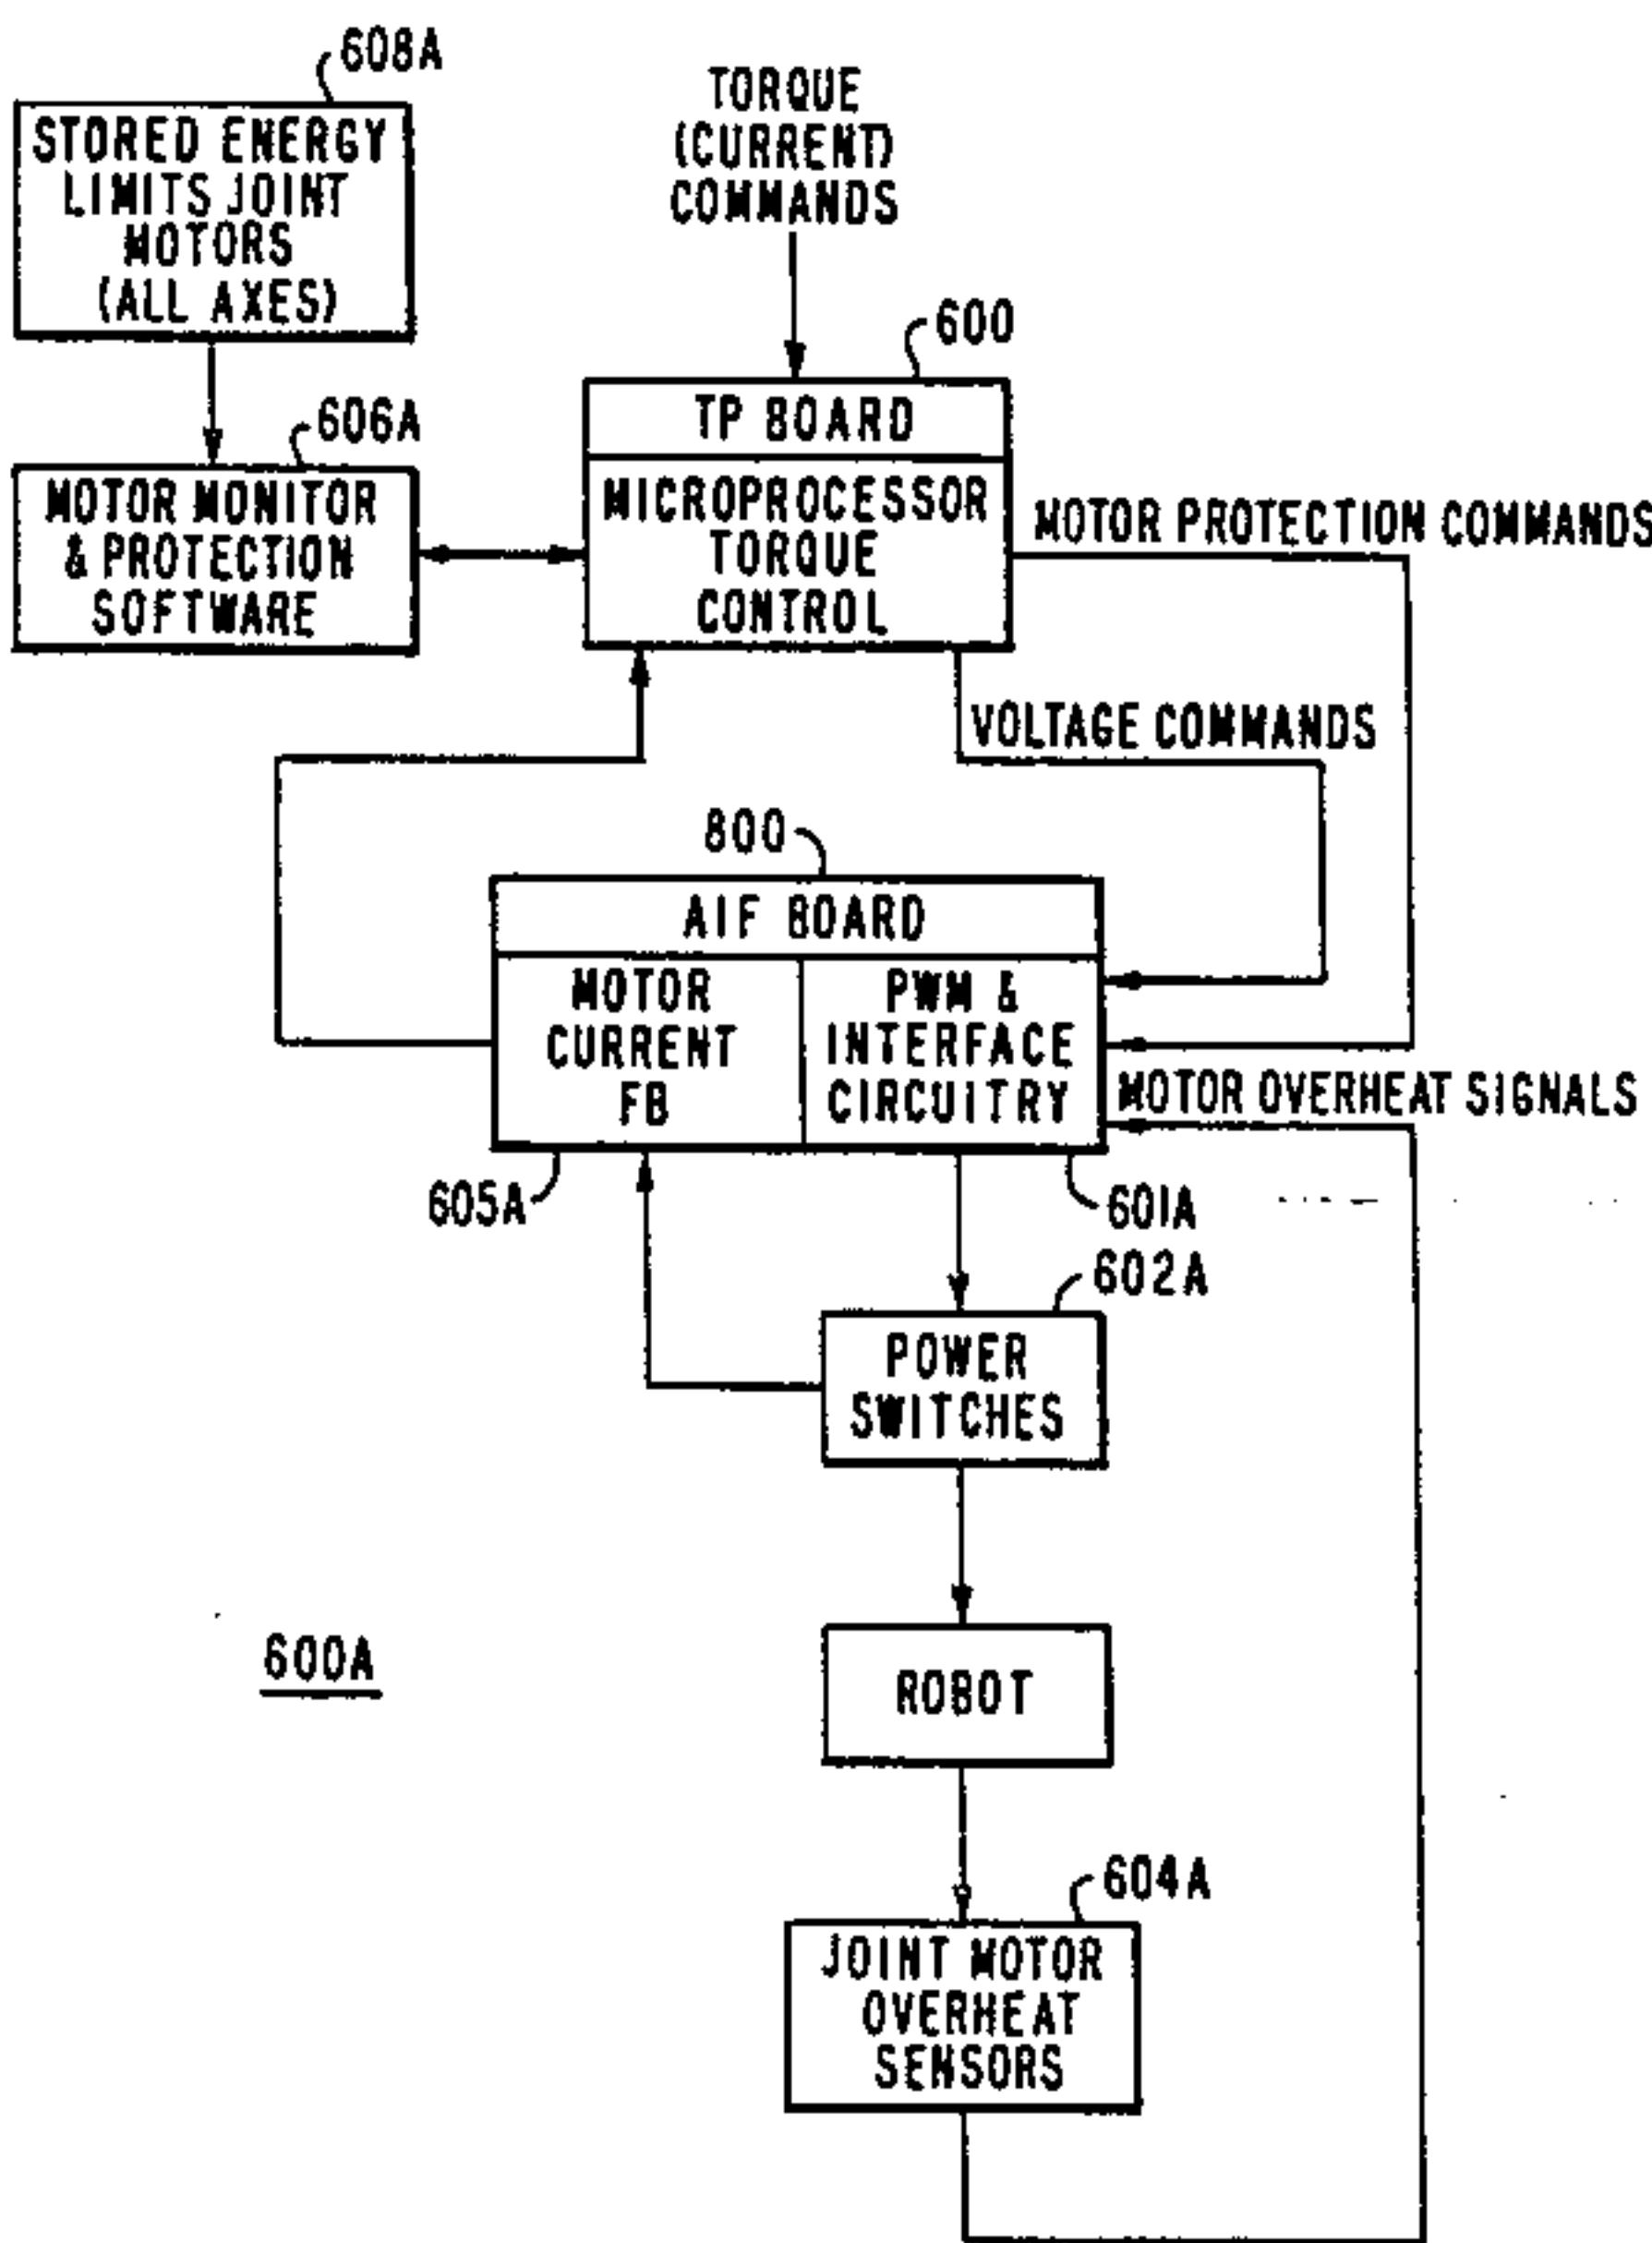 608A
STORED ENERGY
LIMITS JOINT
MOTORS
(ALL AXES)
TORQUE
(CURRENT)
COMMANDS
600
606A
TP BOARD
MOTOR MONITOR
& PROTECTION
SOFTWARE
MICROPROCESSOR
TORQUE
CONTROL
MOTOR PROTECTION COMMANDS
VOLTAGE COMMANDS
800
AIF BOARD
MOTOR
CURRENT
FB
PWM &
INTERFACE
CIRCUITRY
MOTOR OVERHEAT SIGNALS
605A
601A
602A
POWER
SWITCHES
600A
ROBOT
604A
JOINT MOTOR
OVERHEAT
SENSORS